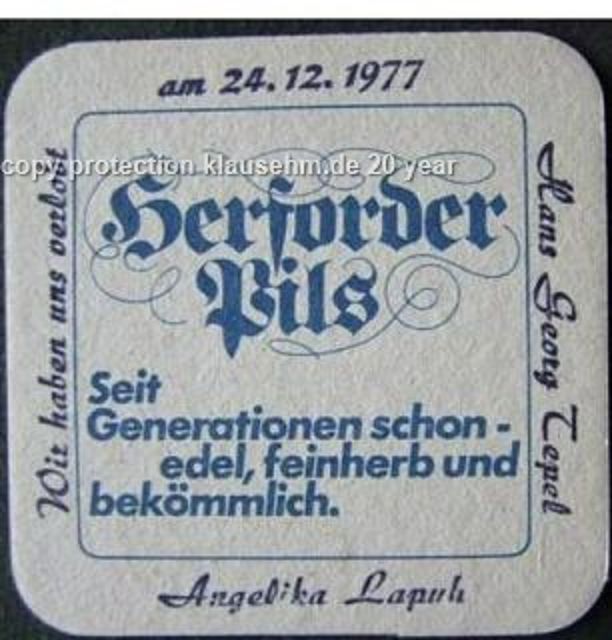 am 24.12.1977
copy protection klausehm.de 20 year
Wir haben uns verlobt
Herforder
Pils
Seit
Generationen schon -
edel, feinherb und
bekömmlich.
Hans Georg Tepel
Angelika